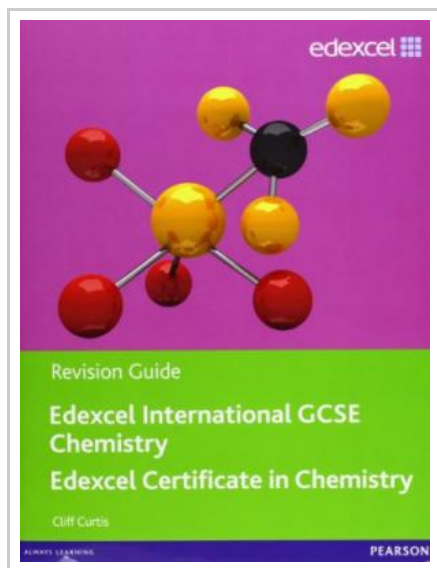 edexcel
Revision Guide
Edexcel International GCSE
Chemistry
Edexcel Certificate in Chemistry
Cliff Curtis
ALWAYS LEARNING
PEARSON